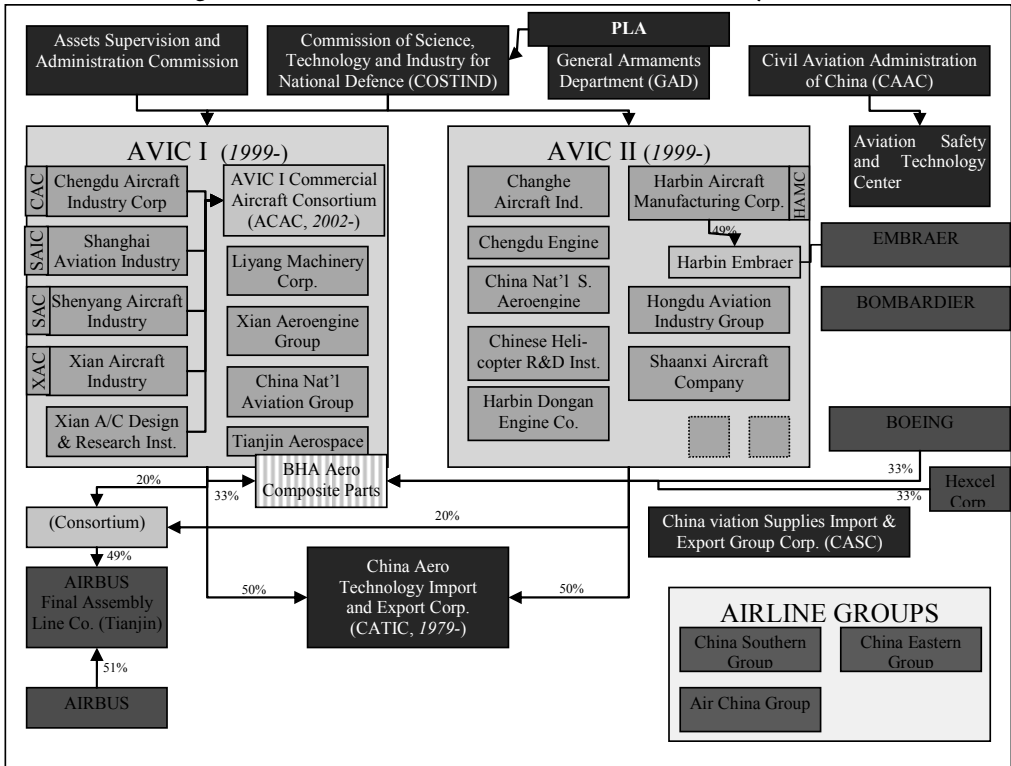 Assets Supervision and
Administration Commission
Commission of Science,
Technology and Industry for
National Defence (COSTIND)
PLA
General Armaments
Department (GAD)
Civil Aviation Administration
of China (CAAC)
Aviation Safety
and Technology
Center
AVIC I (1999-)
CAC
Chengdu Aircraft
Industry Corp
SAIC
Shanghai
Aviation Industry
SAC
Shenyang Aircraft
Industry
XAC
Xian Aircraft
Industry
Xian A/C Design
& Research Inst.
AVIC I Commercial
Aircraft Consortium
(ACAC, 2002-)
Liyang Machinery
Corp.
Xian Aeroengine
Group
China Nat'l
Aviation Group
Tianjin Aerospace
BHA Aero
Composite Parts
AVIC II (1999-)
Changhe
Aircraft Ind.
Chengdu Engine
China Nat'l S.
Aeroengine
Chinese Heli-
copter R&D Inst.
Harbin Dongan
Engine Co.
Harbin Aircraft
Manufacturing Corp.
HAMC
49%
Harbin Embraer
Hongdu Aviation
Industry Group
Shaanxi Aircraft
Company
EMBRAER
BOMBARDIER
BOEING
33%
Hexcel
Corp
33%
20%
33%
20%
(Consortium)
49%
AIRBUS
Final Assembly
Line Co. (Tianjin)
51%
AIRBUS
50%
China Aero
Technology Import
and Export Corp.
(CATIC, 1979-)
50%
China viation Supplies Import &
Export Group Corp. (CASC)
AIRLINE GROUPS
China Southern
Group
China Eastern
Group
Air China Group